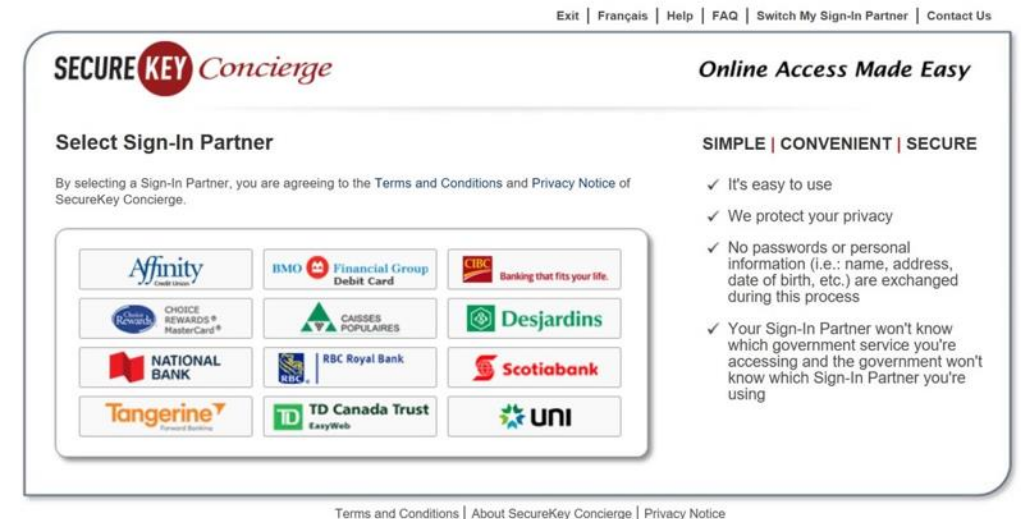 Exit | Français | Help | FAQ | Switch My Sign-In Partner | Contact Us
SECURE KEY Concierge
Online Access Made Easy
Select Sign-In Partner
By selecting a Sign-In Partner, you are agreeing to the Terms and Conditions and Privacy Notice of
SecureKey Concierge.
Affinity
Credit Union
BMO Financial Group
Debit Card
CIBC
Banking that fits your life.
Choice
Rewards
CHOICE
REWARDS®
MasterCard®
CAISSES
POPULAIRES
Desjardins
NATIONAL
BANK
RBC
RBC Royal Bank
Scotiabank
Tangerine
Forward Banking
TD
TD Canada Trust
EasyWeb
UNI
SIMPLE | CONVENIENT | SECURE
✓ It's easy to use
✓ We protect your privacy
✓ No passwords or personal
information (i.e.: name, address,
date of birth, etc.) are exchanged
during this process
✓ Your Sign-In Partner won't know
which government service you're
accessing and the government won't
know which Sign-In Partner you're
using
Terms and Conditions | About SecureKey Concierge | Privacy Notice